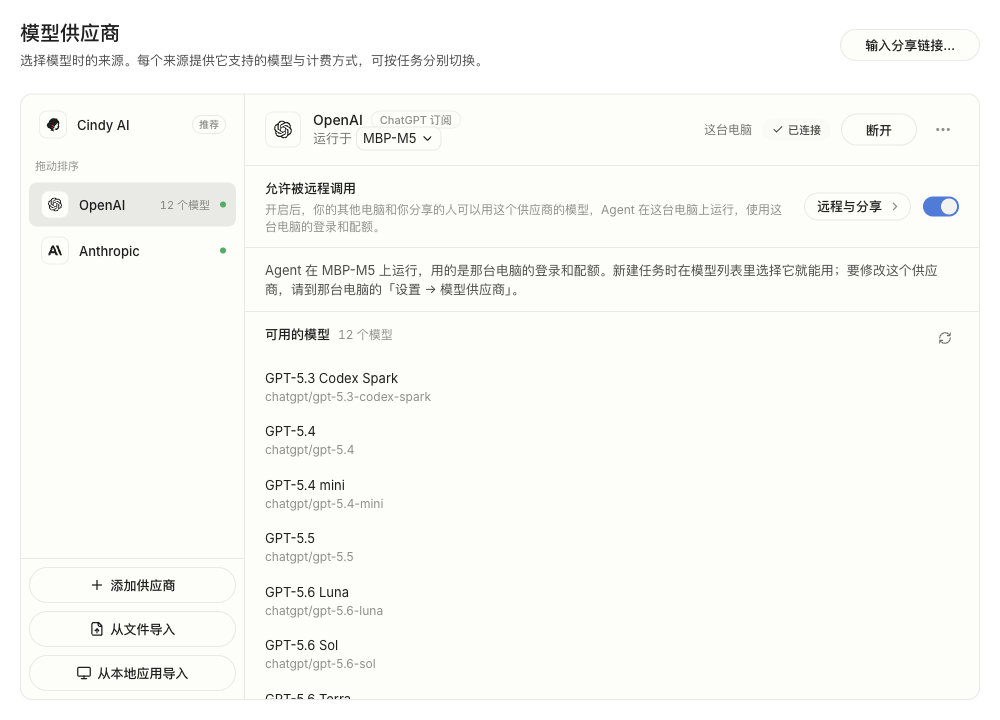 模型供应商
选择模型时的来源。每个来源提供它支持的模型与计费方式，可按任务分别切换。
输入分享链接...
Cindy AI
推荐
拖动排序
OpenAI
12 个模型
Anthropic
添加供应商
从文件导入
从本地应用导入
OpenAI
ChatGPT 订阅
运行于 MBP-M5
这台电脑
已连接
断开
允许被远程调用
开启后，你的其他电脑和你分享的人可以用这个供应商的模型，Agent 在这台电脑上运行，使用这
台电脑的登录和配额。
远程与分享
Agent 在 MBP-M5 上运行，用的是那台电脑的登录和配额。新建任务时在模型列表里选择它就能用；要修改这个供应
商，请到那台电脑的「设置 → 模型供应商」。
可用的模型 12 个模型
GPT-5.3 Codex Spark
chatgpt/gpt-5.3-codex-spark
GPT-5.4
chatgpt/gpt-5.4
GPT-5.4 mini
chatgpt/gpt-5.4-mini
GPT-5.5
chatgpt/gpt-5.5
GPT-5.6 Luna
chatgpt/gpt-5.6-luna
GPT-5.6 Sol
chatgpt/gpt-5.6-sol
GPT-5.6 Terra